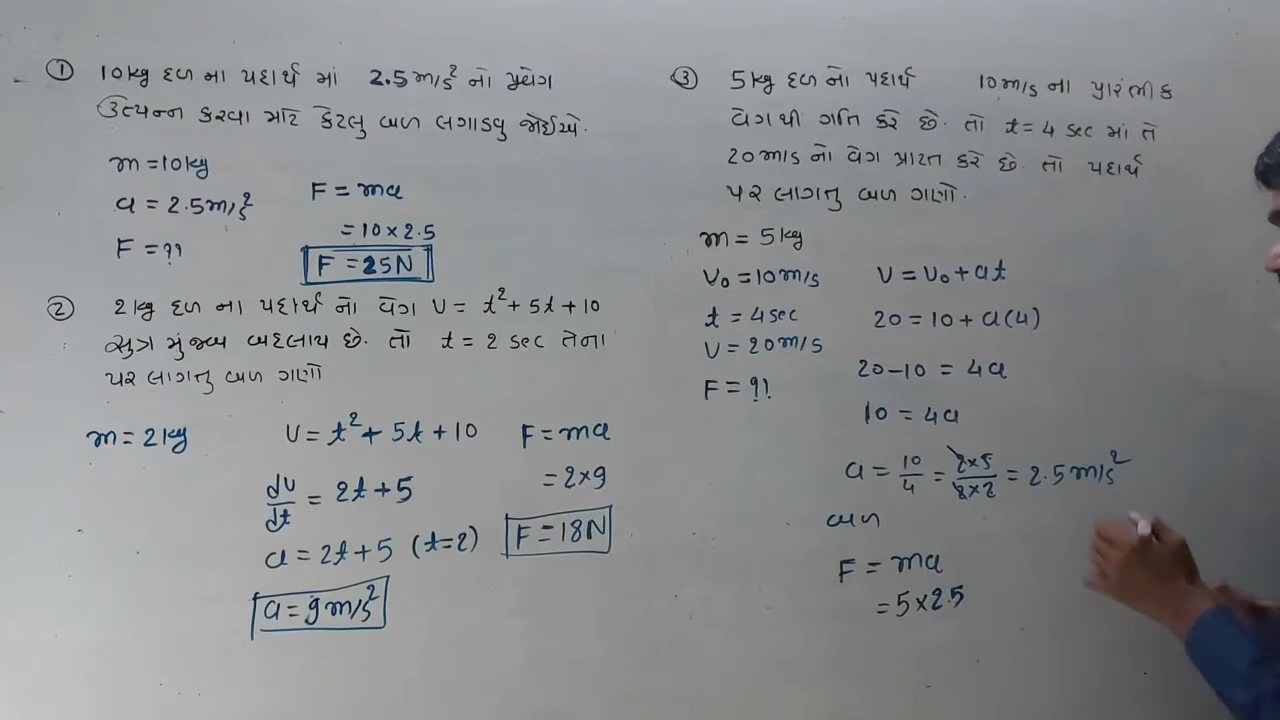 ① 10kg દળ ના પદાર્થ માં 2.5m/s² નો પ્રવેગ
ઉત્પન્ન કરવા માટે કેટલુ બળ લગાડવુ જોઈએ.
m = 10kg
a = 2.5m/s²
F = ??
F = ma
= 10 × 2.5
F = 25N
② 2kg દળ ના પદાર્થ નો વેગ v = t² + 5t + 10
સુત્ર મુંજબ બદલાય છે. તો t = 2 sec તેના
પર લાગતુ બળ ગણો
m = 2kg
v = t² + 5t + 10
dv/dt = 2t + 5
a = 2t + 5 (t=2)
a = 9m/s²
F = ma
= 2×9
F = 18N
③ 5kg દળ નો પદાર્થ 10m/s ના પ્રારંભીક
વેગથી ગતિ કરે છે. તો t = 4 sec માં તે
20m/s નો વેગ પ્રાપ્ત કરે છે. તો પદાર્થ
પર લાગતુ બળ ગણો.
m = 5kg
v₀ = 10m/s
t = 4sec
v = 20m/s
F = ??
v = v₀ + at
20 = 10 + a(4)
20-10 = 4a
10 = 4a
a = 10/4 = 2×5/2×2 = 2.5m/s²
બળ
F = ma
= 5×2.5